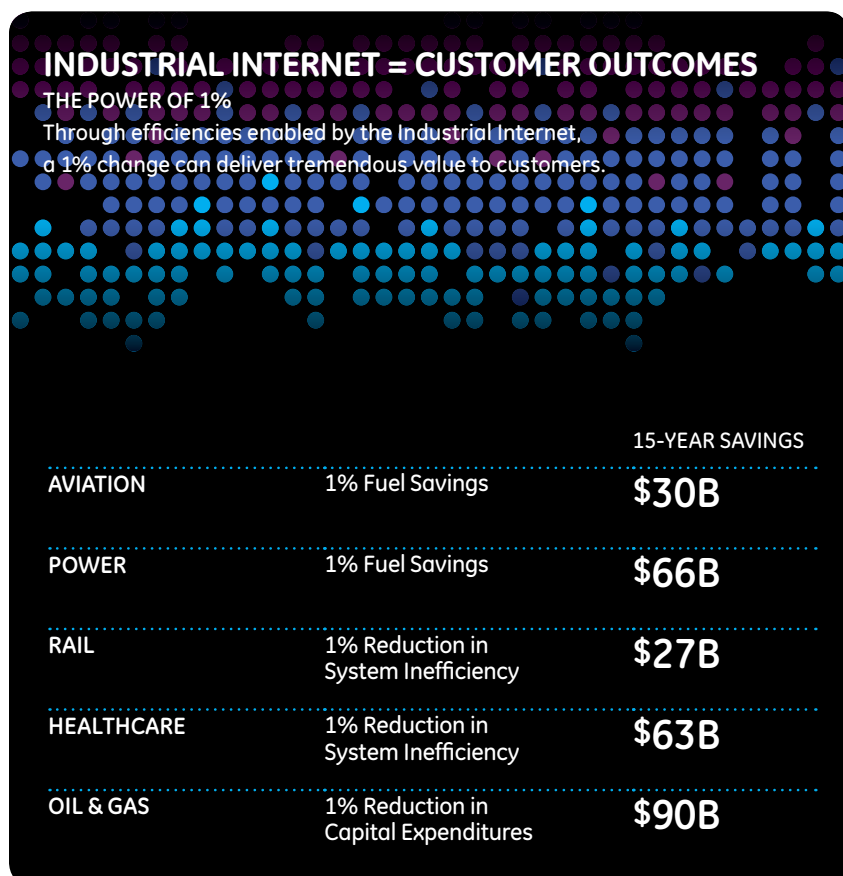 INDUSTRIAL INTERNET = CUSTOMER OUTCOMES
THE POWER OF 1%
Through efficiencies enabled by the Industrial Internet,
a 1% change can deliver tremendous value to customers.
15-YEAR SAVINGS
AVIATION 1% Fuel Savings $30B
POWER 1% Fuel Savings $66B
RAIL 1% Reduction in
System Inefficiency $27B
HEALTHCARE 1% Reduction in
System Inefficiency $63B
OIL & GAS 1% Reduction in
Capital Expenditures $90B